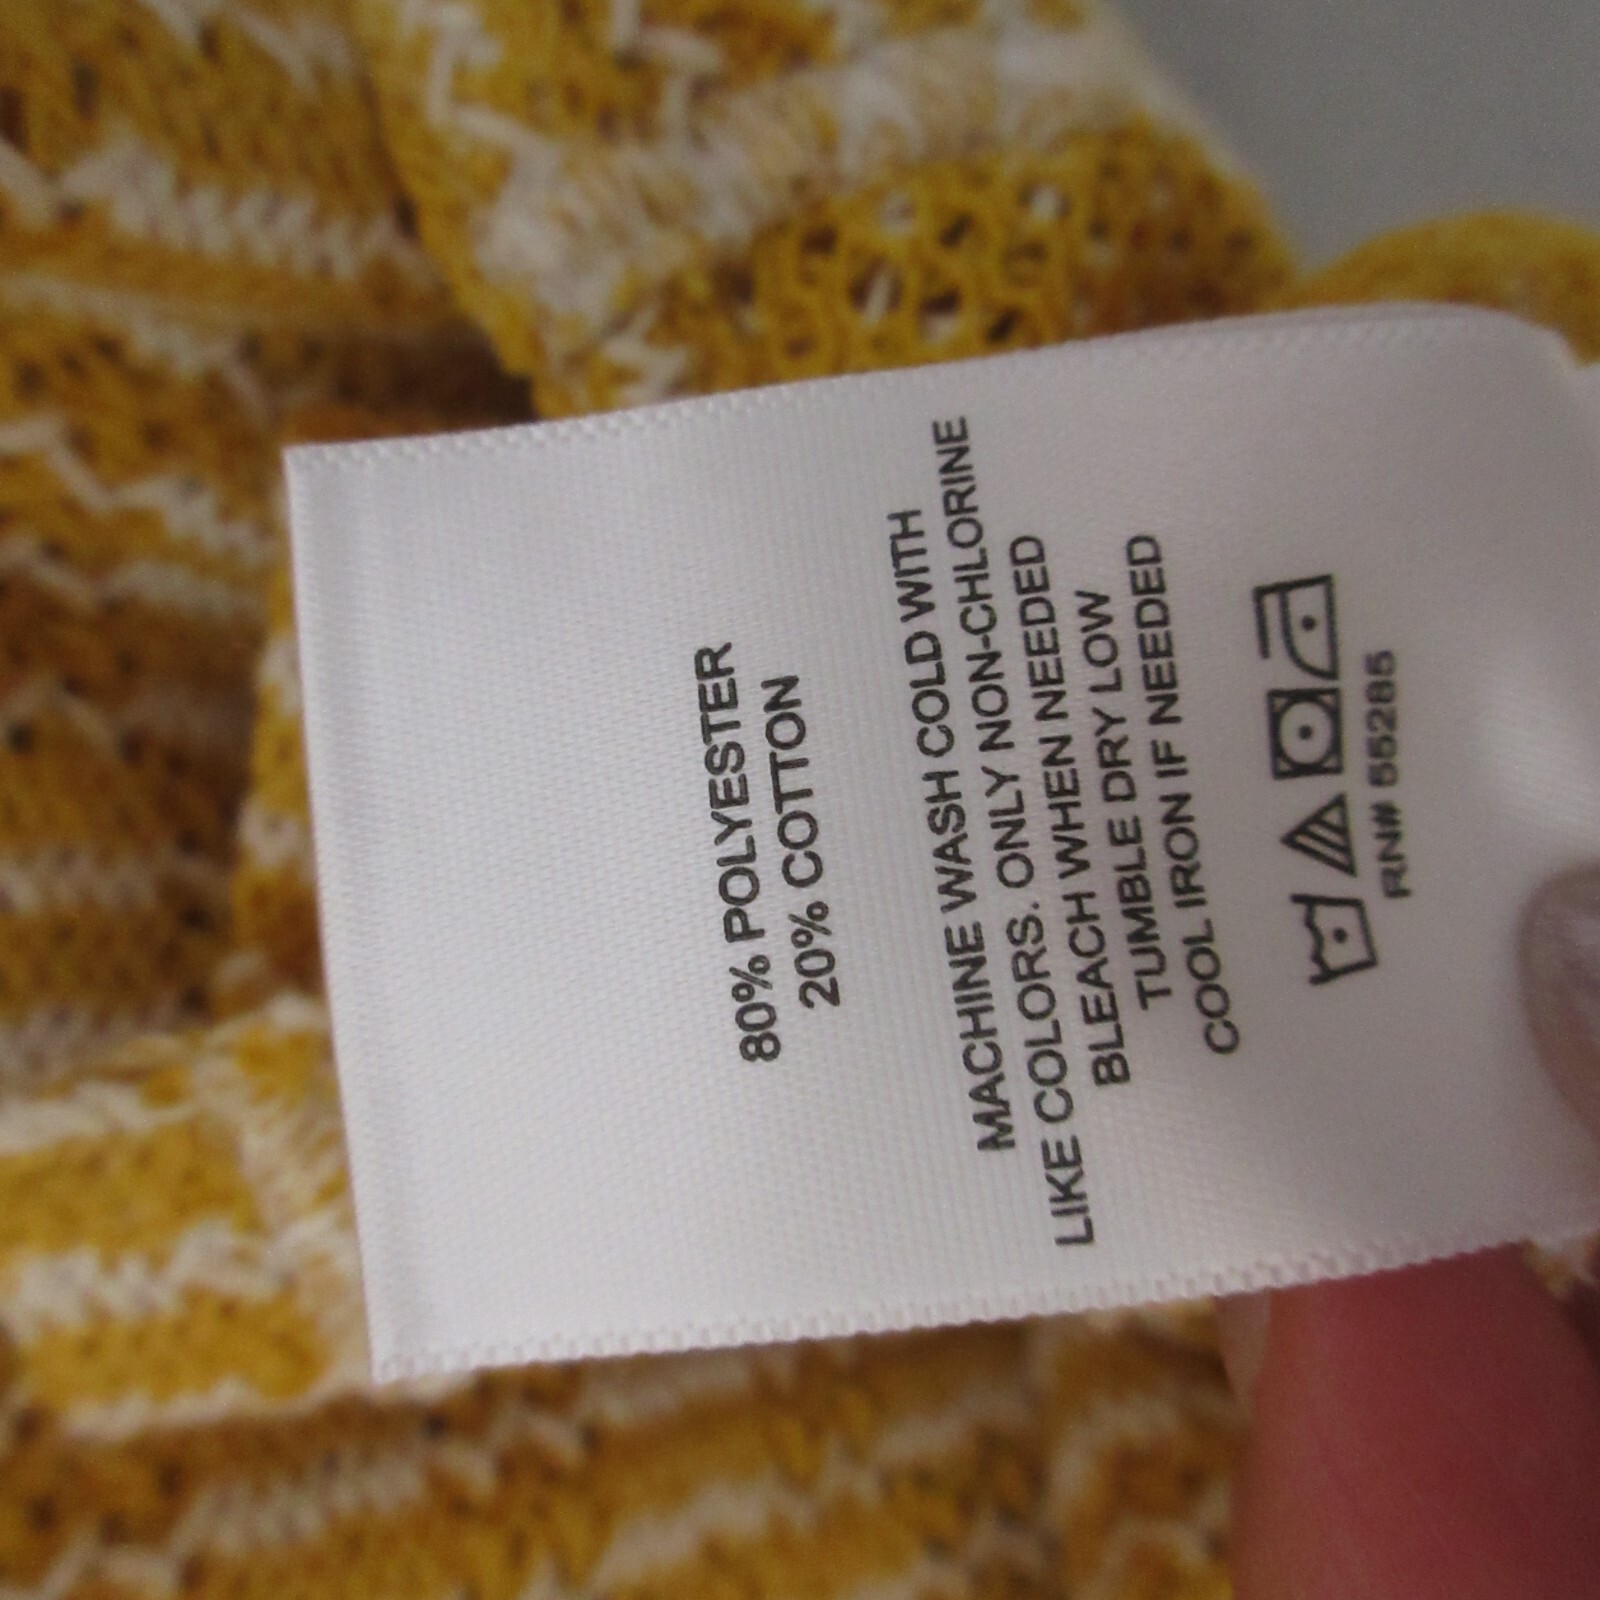 80% POLYESTER
20% COTTON
MACHINE WASH COLD WITH
LIKE COLORS. ONLY NON-CHLORINE
BLEACH WHEN NEEDED
TUMBLE DRY LOW
COOL IRON IF NEEDED
RN# 55285